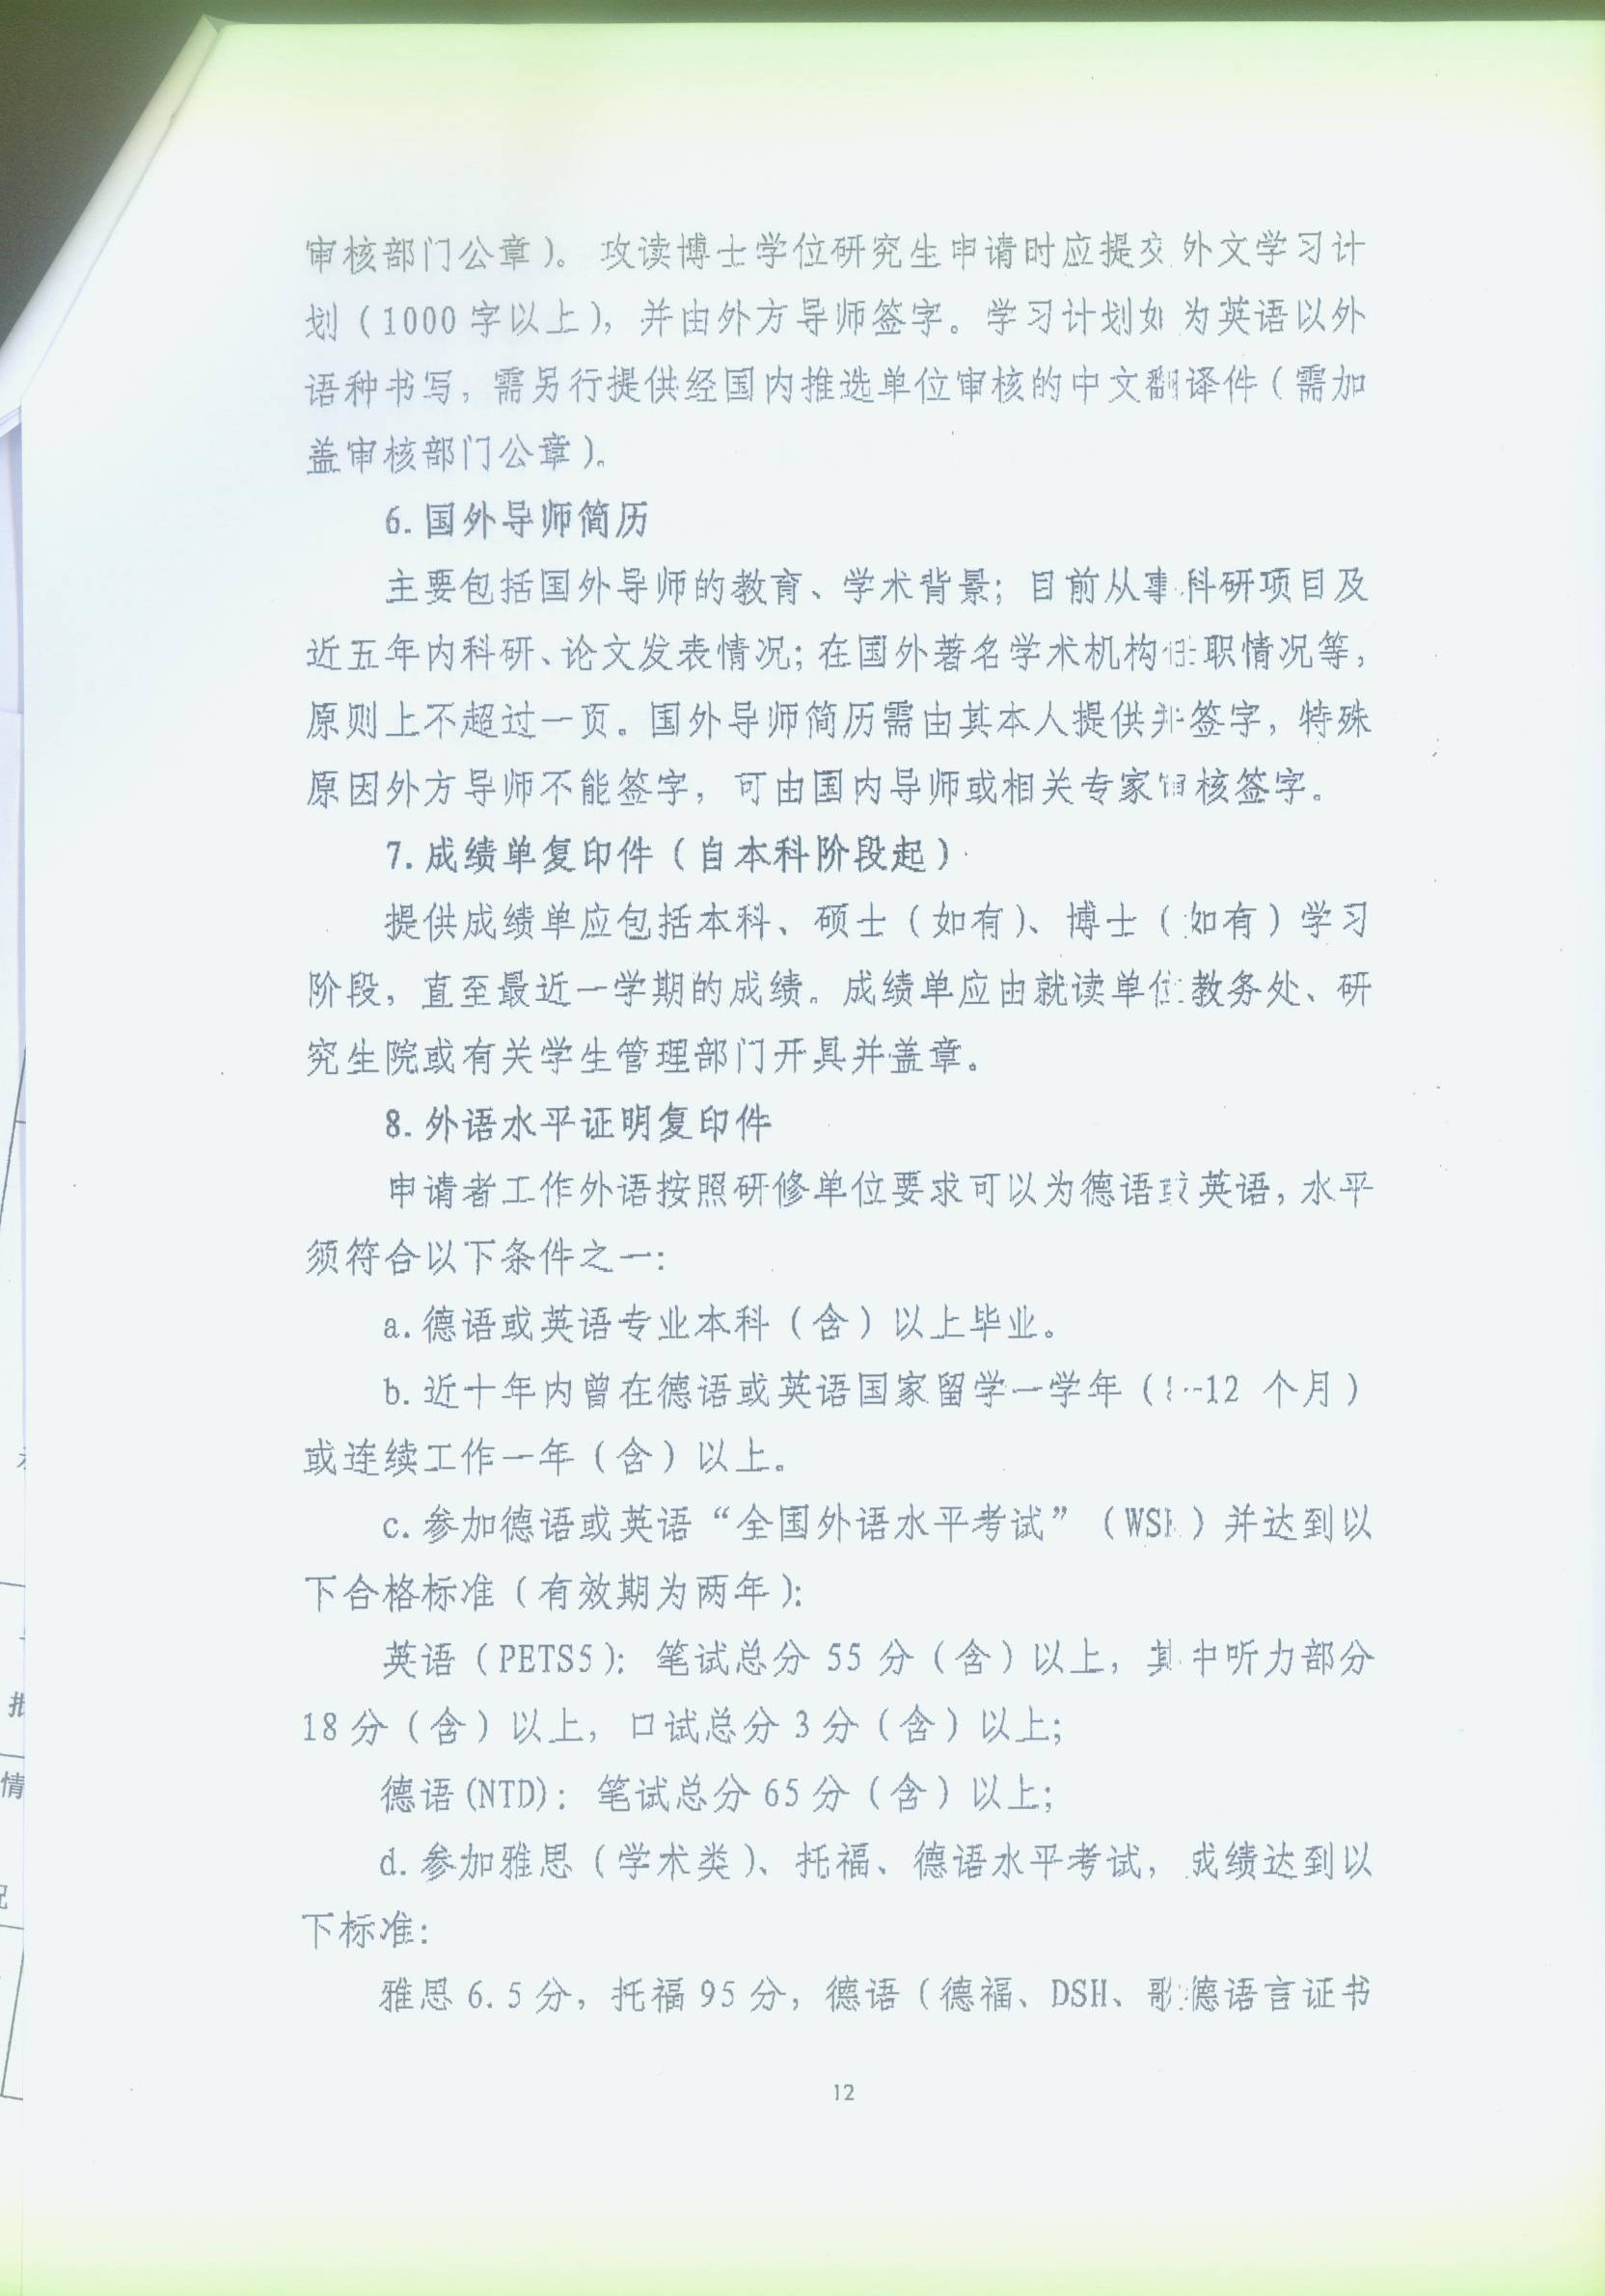 审核部门公章）。攻读博士学位研究生申请时应提交外文学习计
划（1000 字以上），并由外方导师签字。学习计划如为英语以外
语种书写，需另行提供经国内推选单位审核的中文翻译件（需加
盖审核部门公章）。
6. 国外导师简历
主要包括国外导师的教育、学术背景；目前从事科研项目及
近五年内科研、论文发表情况；在国外著名学术机构任职情况等，
原则上不超过一页。国外导师简历需由其本人提供并签字，特殊
原因外方导师不能签字，可由国内导师或相关专家审核签字。
7. 成绩单复印件（自本科阶段起）
提供成绩单应包括本科、硕士（如有）、博士（如有）学习
阶段，直至最近一学期的成绩。成绩单应由就读单位教务处、研
究生院或有关学生管理部门开具并盖章。
8. 外语水平证明复印件
申请者工作外语按照研修单位要求可以为德语或英语，水平
须符合以下条件之一：
a. 德语或英语专业本科（含）以上毕业。
b. 近十年内曾在德语或英语国家留学一学年（8-12 个月）
或连续工作一年（含）以上。
c. 参加德语或英语“全国外语水平考试”（WSK）并达到以
下合格标准（有效期为两年）：
英语（PETS5）：笔试总分 55 分（含）以上，其中听力部分
18 分（含）以上，口试总分 3 分（含）以上；
德语(NTD)：笔试总分 65 分（含）以上；
d. 参加雅思（学术类）、托福、德语水平考试，成绩达到以
下标准：
雅思 6.5 分，托福 95 分，德语（德福、DSH、歌德语言证书
12
情